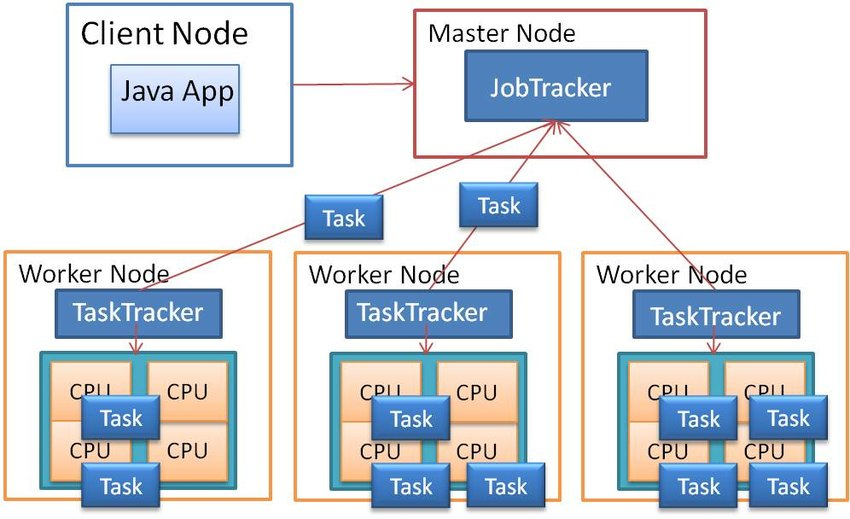 Client Node
Java App
Master Node
JobTracker
Task
Task
Worker Node
TaskTracker
CPU
CPU
Task
CPU
CPU
Task
Worker Node
TaskTracker
CPU
CPU
Task
CPU
CPU
Task
Task
Worker Node
TaskTracker
CPU
CPU
Task
Task
CPU
CPU
Task
Task